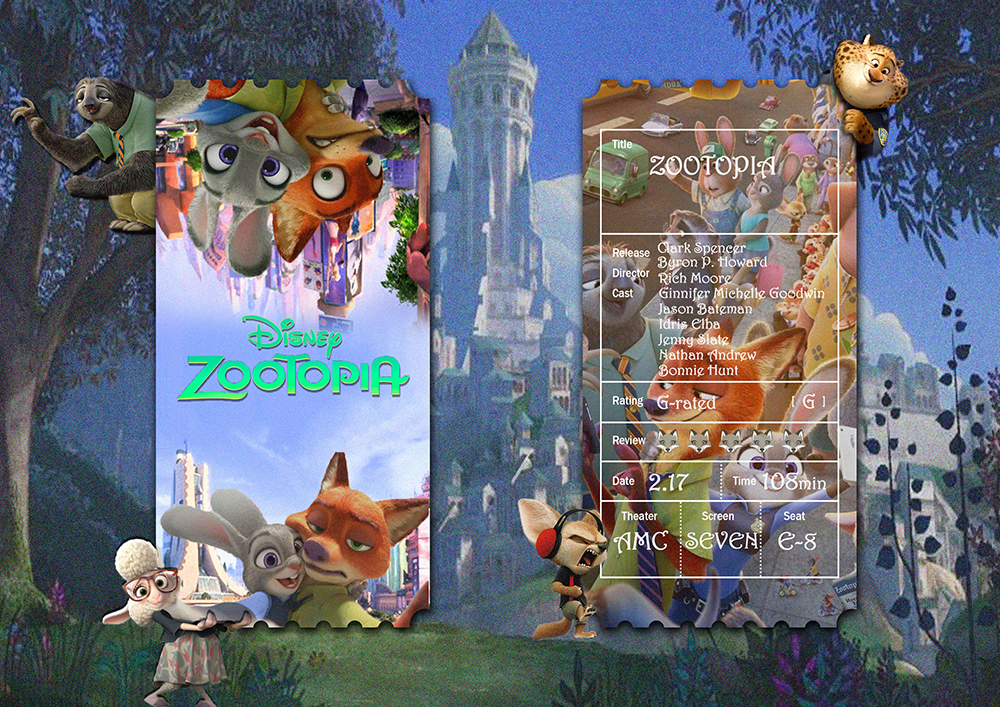 Disney
ZOOTOPIA
Title
ZOOTOPIA
Release Clark Spencer
Byron P. Howard
Director Rich Moore
Cast Ginnifer Michelle Goodwin
Jason Bateman
Idris Elba
Jenny Slate
Nathan Andrew
Bonnie Hunt
Rating G-rated [ G ]
Review
Date 2.17 Time 108min
Theater Screen Seat
AMC SEVEN E-8